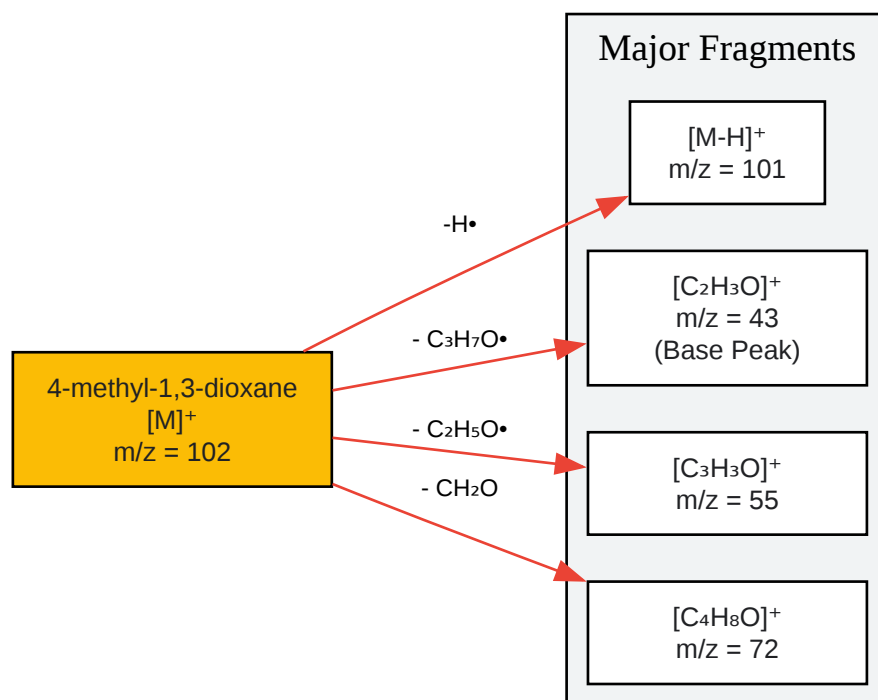 Major Fragments
[M-H]⁺
m/z = 101
-H•
[C₂H₃O]⁺
m/z = 43
(Base Peak)
- C₃H₇O•
4-methyl-1,3-dioxane
[M]⁺
m/z = 102
- C₂H₅O•
[C₃H₃O]⁺
m/z = 55
- CH₂O
[C₄H₈O]⁺
m/z = 72